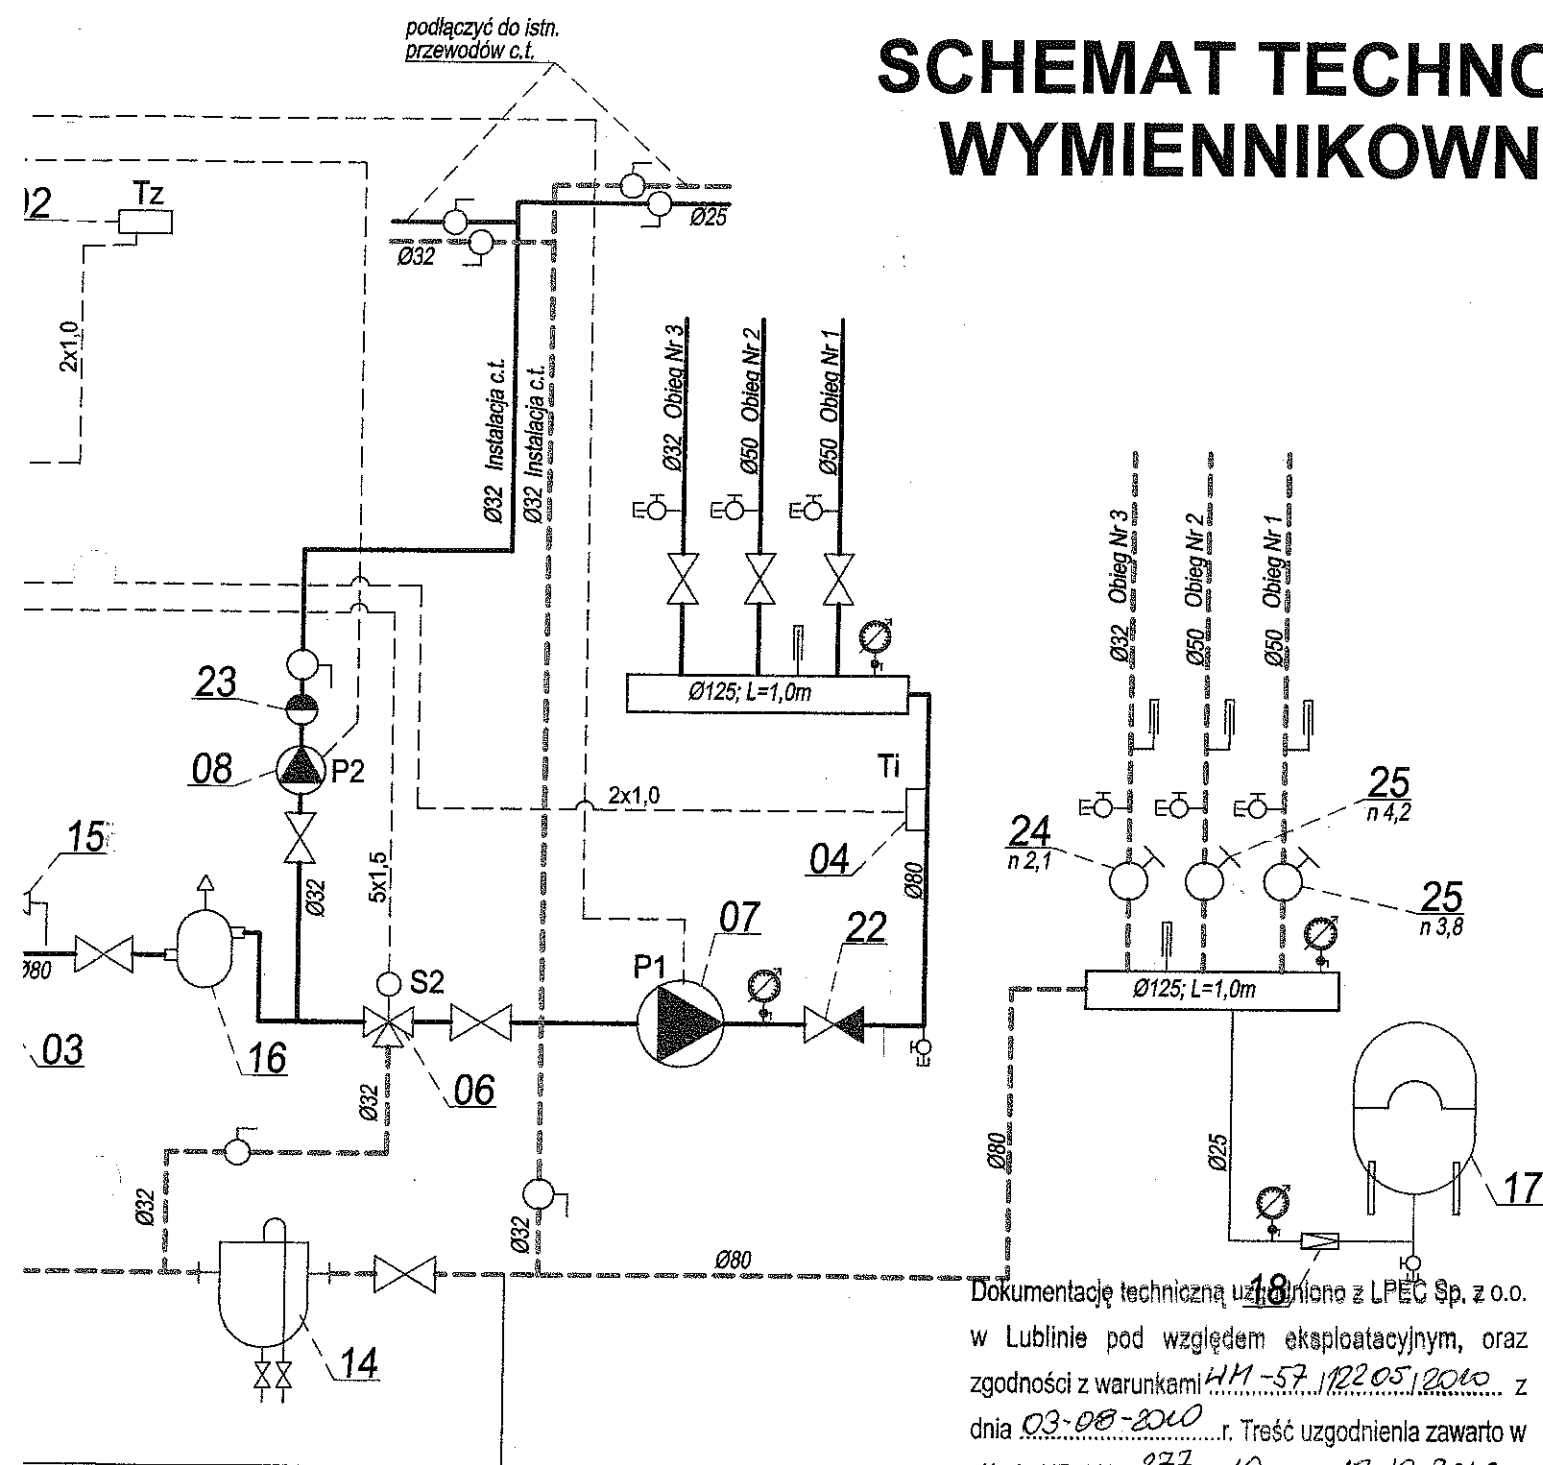 podłączyć do istn.
przewodów c.t.
SCHEMAT TECHNO
WYMIENNIKOWN
02
Tz
Ø25
Ø32
2x1,0
Ø32 Instalacja c.t.
Ø32 Instalacja c.t.
Ø32 Obieg Nr 3
Ø50 Obieg Nr 2
Ø50 Obieg Nr 1
Ø32 Obieg Nr 3
Ø50 Obieg Nr 2
Ø50 Obieg Nr 1
23
Ø125; L=1,0m
08
P2
Ti
2x1,0
25
n 4,2
15
24
n 2,1
04
5x1,5
Ø32
Ø80
25
n 3,8
07
22
Ø80
P1
S2
Ø125; L=1,0m
03
16
06
Ø32
Ø80
Ø25
17
Ø32
Ø32
Ø80
18
14
Dokumentację techniczną uzgodniono z LPEC Sp. z o.o.
w Lublinie pod względem eksploatacyjnym, oraz
zgodności z warunkami WM-57/12205/2010 z
dnia 03-08-2010 r. Treść uzgodnienia zawarto w
277